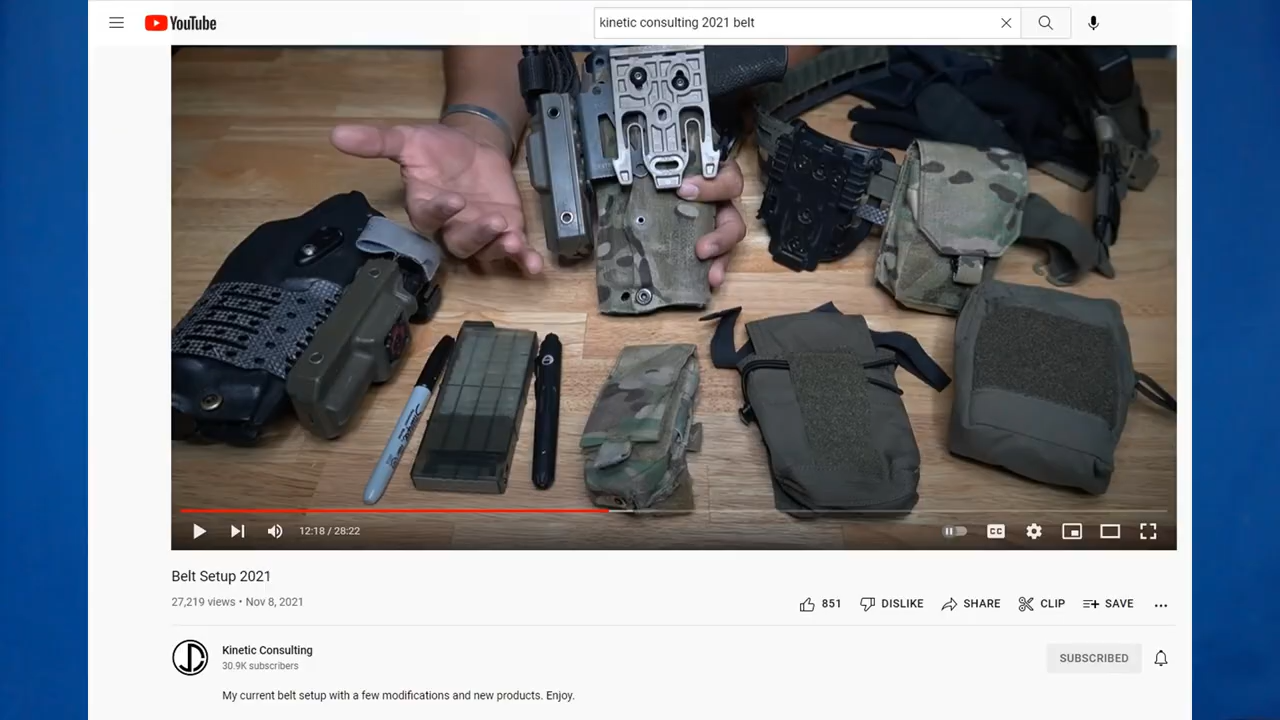 YouTube
kinetic consulting 2021 belt
Sharpie
12:18 / 28:22
CC
Belt Setup 2021
27,219 views • Nov 8, 2021
851
DISLIKE
SHARE
CLIP
SAVE
Kinetic Consulting
30.9K subscribers
SUBSCRIBED
My current belt setup with a few modifications and new products. Enjoy.